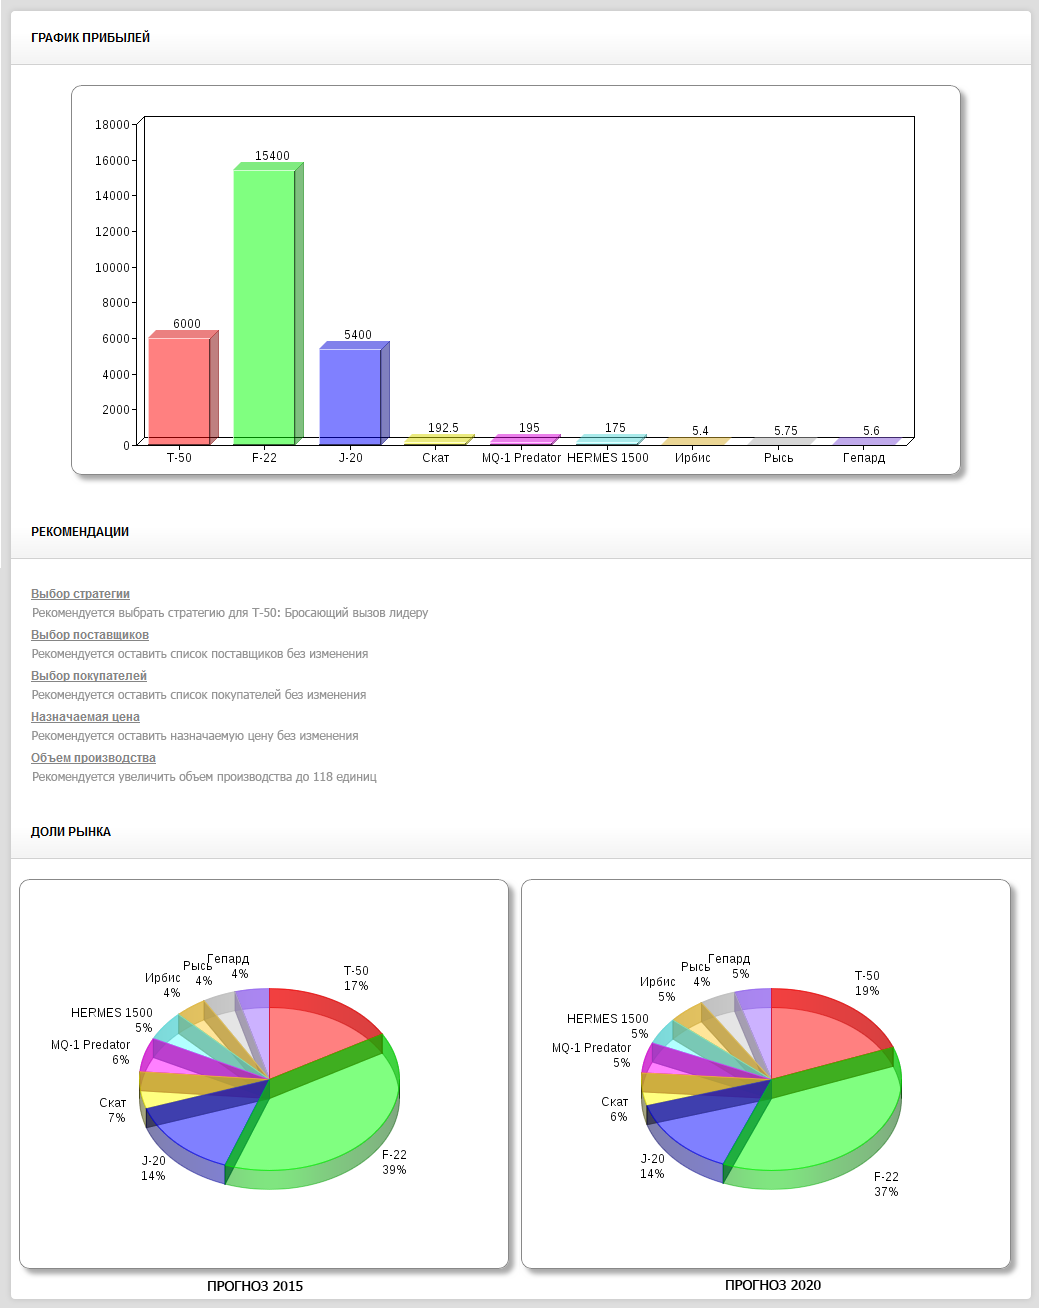 ГРАФИК ПРИБЫЛЕЙ
18000
16000
14000
12000
10000
8000
6000
4000
2000
0
6000
15400
5400
192.5
195
175
5.4
5.75
5.6
T-50
F-22
J-20
Скат
MQ-1 Predator
HERMES 1500
Ирбис
Рысь
Гепард
РЕКОМЕНДАЦИИ
Выбор стратегии
Рекомендуется выбрать стратегию для Т-50: Бросающий вызов лидеру
Выбор поставщиков
Рекомендуется оставить список поставщиков без изменения
Выбор покупателей
Рекомендуется оставить список покупателей без изменения
Назначаемая цена
Рекомендуется оставить назначаемую цену без изменения
Объем производства
Рекомендуется увеличить объем производства до 118 единиц
ДОЛИ РЫНКА
Гепард
4%
Рысь
4%
Ирбис
4%
HERMES 1500
5%
MQ-1 Predator
6%
Скат
7%
J-20
14%
T-50
17%
F-22
39%
ПРОГНОЗ 2015
Гепард
5%
Рысь
4%
Ирбис
5%
HERMES 1500
5%
MQ-1 Predator
5%
Скат
6%
J-20
14%
T-50
19%
F-22
37%
ПРОГНОЗ 2020